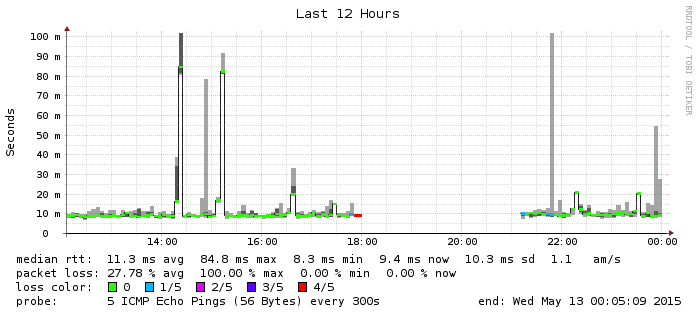 Last 12 Hours
RRDTOOL / TOBI OETIKER
Seconds
100 m
90 m
80 m
70 m
60 m
50 m
40 m
30 m
20 m
10 m
0
14:00 16:00 18:00 20:00 22:00 00:00
median rtt: 11.3 ms avg 84.8 ms max 8.3 ms min 9.4 ms now 10.3 ms sd 1.1 am/s
packet loss: 27.78 % avg 100.00 % max 0.00 % min 0.00 % now
loss color: 0 1/5 2/5 3/5 4/5
probe: 5 ICMP Echo Pings (56 Bytes) every 300s end: Wed May 13 00:05:09 2015